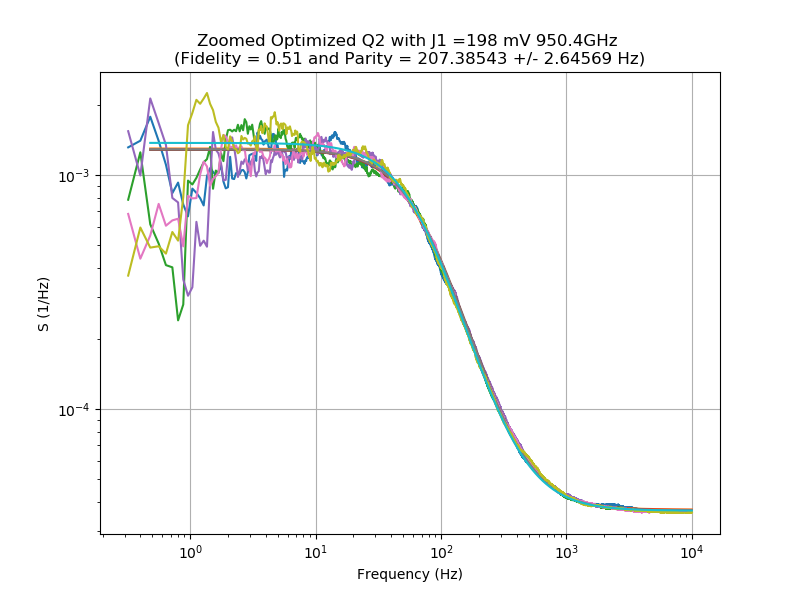 Zoomed Optimized Q2 with J1 =198 mV 950.4GHz
(Fidelity = 0.51 and Parity = 207.38543 +/- 2.64569 Hz)
10⁻³
10⁻⁴
S (1/Hz)
10⁰ 10¹ 10² 10³ 10⁴
Frequency (Hz)